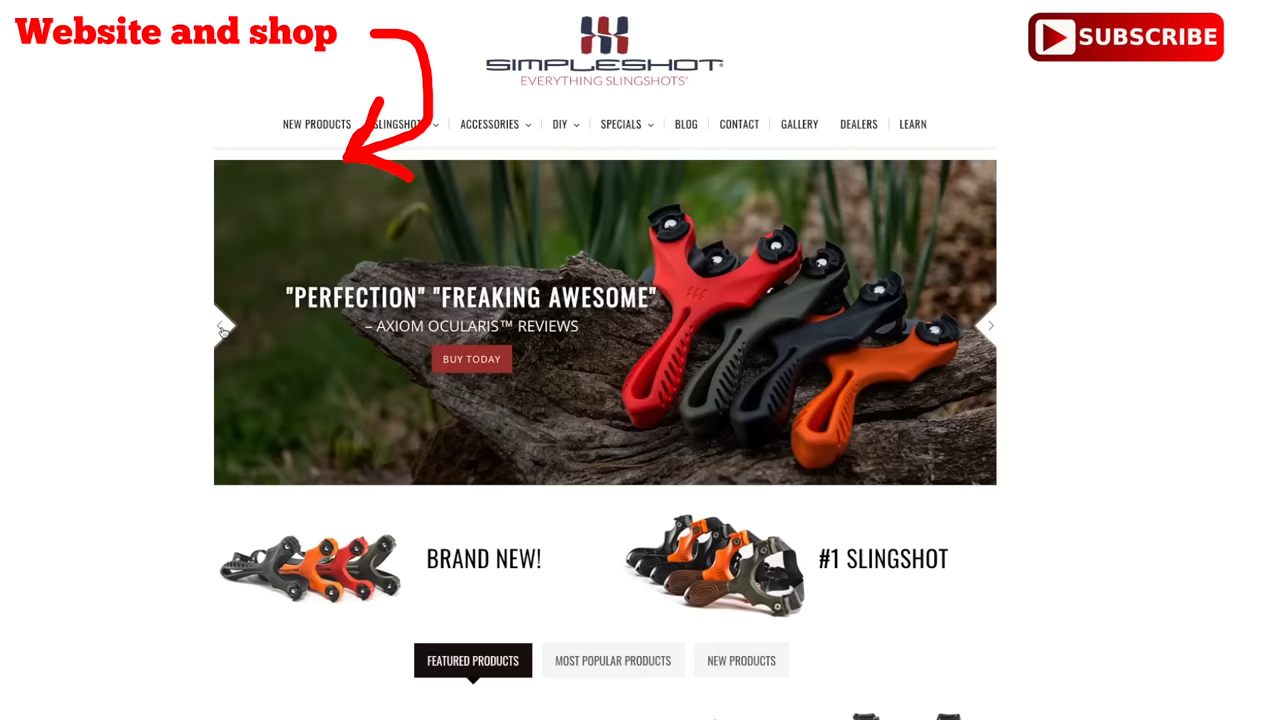 Website and shop
SUBSCRIBE
SIMPLESHOT®
EVERYTHING SLINGSHOTS®
NEW PRODUCTS SLINGSHOTS ACCESSORIES DIY SPECIALS BLOG CONTACT GALLERY DEALERS LEARN
"PERFECTION" "FREAKING AWESOME"
– AXIOM OCULARIS™ REVIEWS
BUY TODAY
BRAND NEW!
#1 SLINGSHOT
FEATURED PRODUCTS MOST POPULAR PRODUCTS NEW PRODUCTS